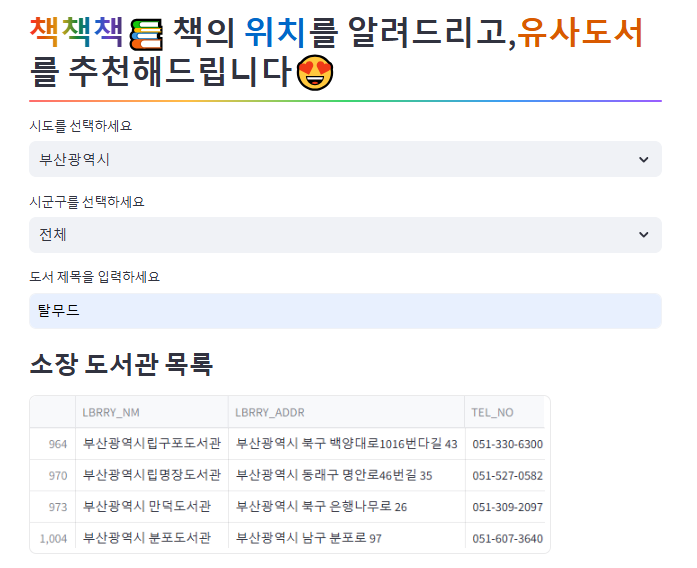 책책책📚 책의 위치를 알려드리고,유사도서
를 추천해드립니다😍
시도를 선택하세요
부산광역시
시군구를 선택하세요
전체
도서 제목을 입력하세요
탈무드
소장 도서관 목록
LBRRY_NM LBRRY_ADDR TEL_NO
964 부산광역시립구포도서관 부산광역시 북구 백양대로1016번다길 43 051-330-6300
970 부산광역시립명장도서관 부산광역시 동래구 명안로46번길 35 051-527-0582
973 부산광역시 만덕도서관 부산광역시 북구 은행나무로 26 051-309-2097
1,004 부산광역시 분포도서관 부산광역시 남구 분포로 97 051-607-3640